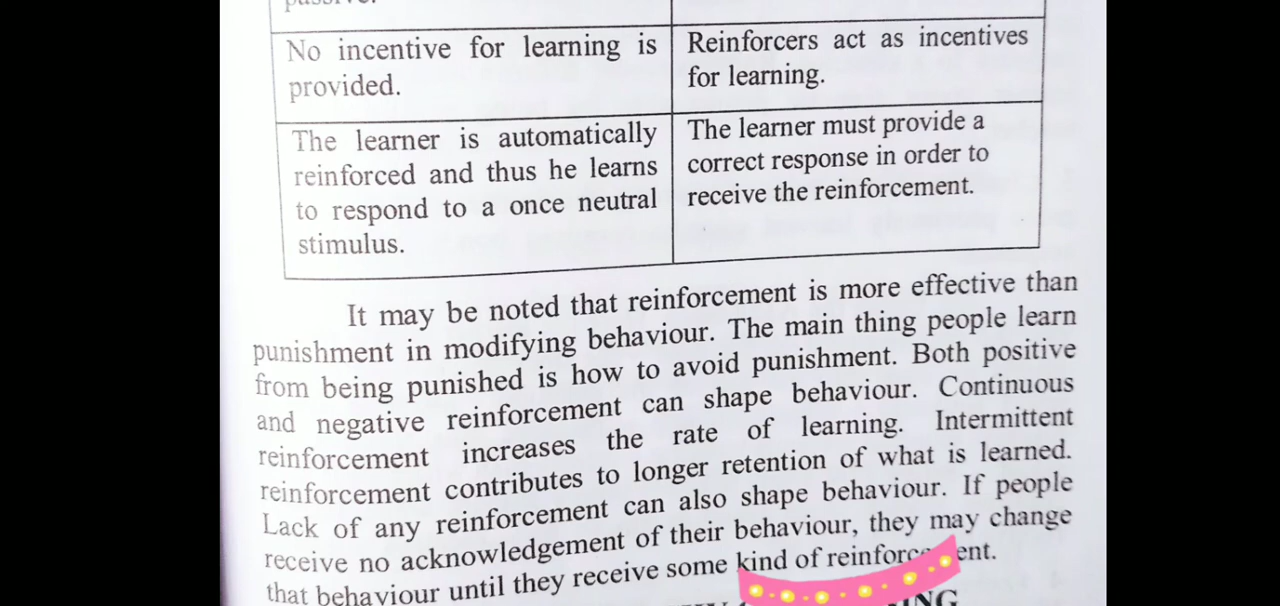 No incentive for learning is
provided.
Reinforcers act as incentives
for learning.
The learner is automatically
reinforced and thus he learns
to respond to a once neutral
stimulus.
The learner must provide a
correct response in order to
receive the reinforcement.
It may be noted that reinforcement is more effective than
punishment in modifying behaviour. The main thing people learn
from being punished is how to avoid punishment. Both positive
and negative reinforcement can shape behaviour. Continuous
reinforcement increases the rate of learning. Intermittent
reinforcement contributes to longer retention of what is learned.
Lack of any reinforcement can also shape behaviour. If people
receive no acknowledgement of their behaviour, they may change
that behaviour until they receive some kind of